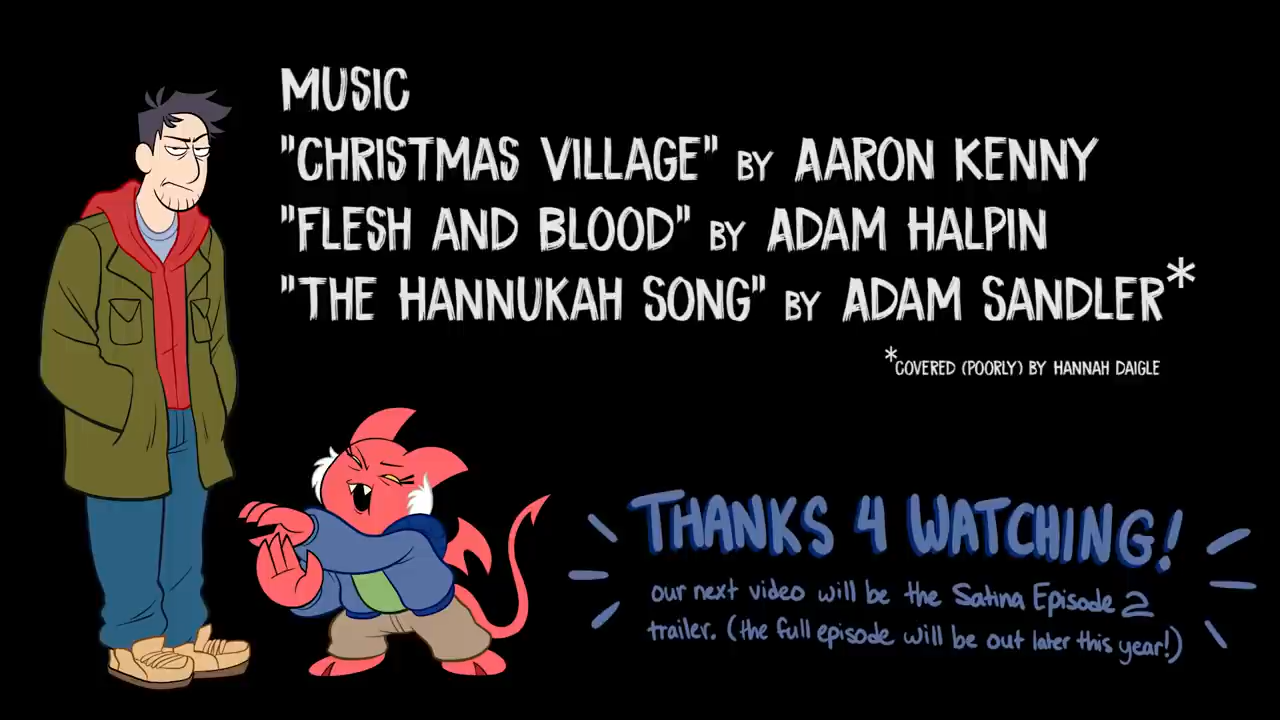 MUSIC
"CHRISTMAS VILLAGE" BY AARON KENNY
"FLESH AND BLOOD" BY ADAM HALPIN
"THE HANNUKAH SONG" BY ADAM SANDLER*
*COVERED (POORLY) BY HANNAH DAIGLE
THANKS 4 WATCHING!
our next video will be the Satina Episode 2
trailer. (the full episode will be out later this year!)